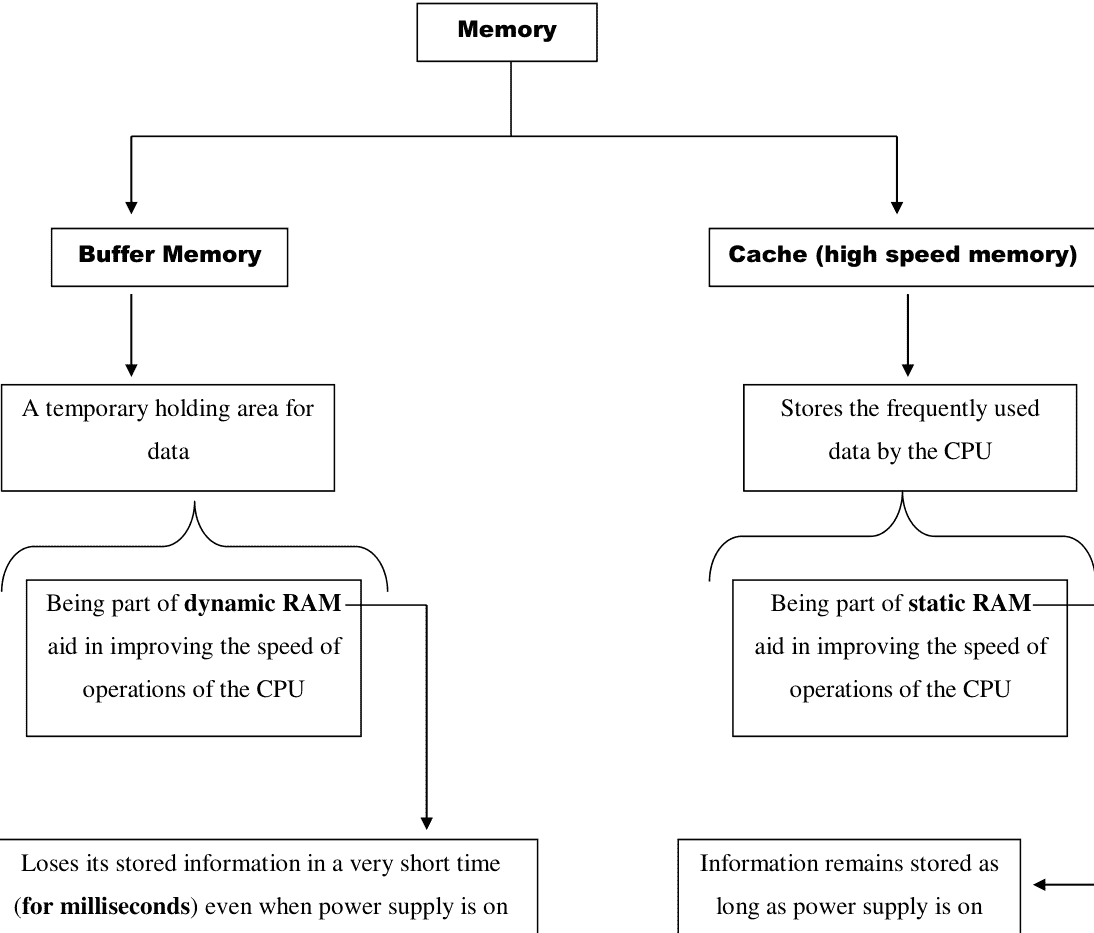 Memory
Buffer Memory
Cache (high speed memory)
A temporary holding area for
data
Stores the frequently used
data by the CPU
Being part of dynamic RAM
aid in improving the speed of
operations of the CPU
Being part of static RAM
aid in improving the speed of
operations of the CPU
Loses its stored information in a very short time
(for milliseconds) even when power supply is on
Information remains stored as
long as power supply is on